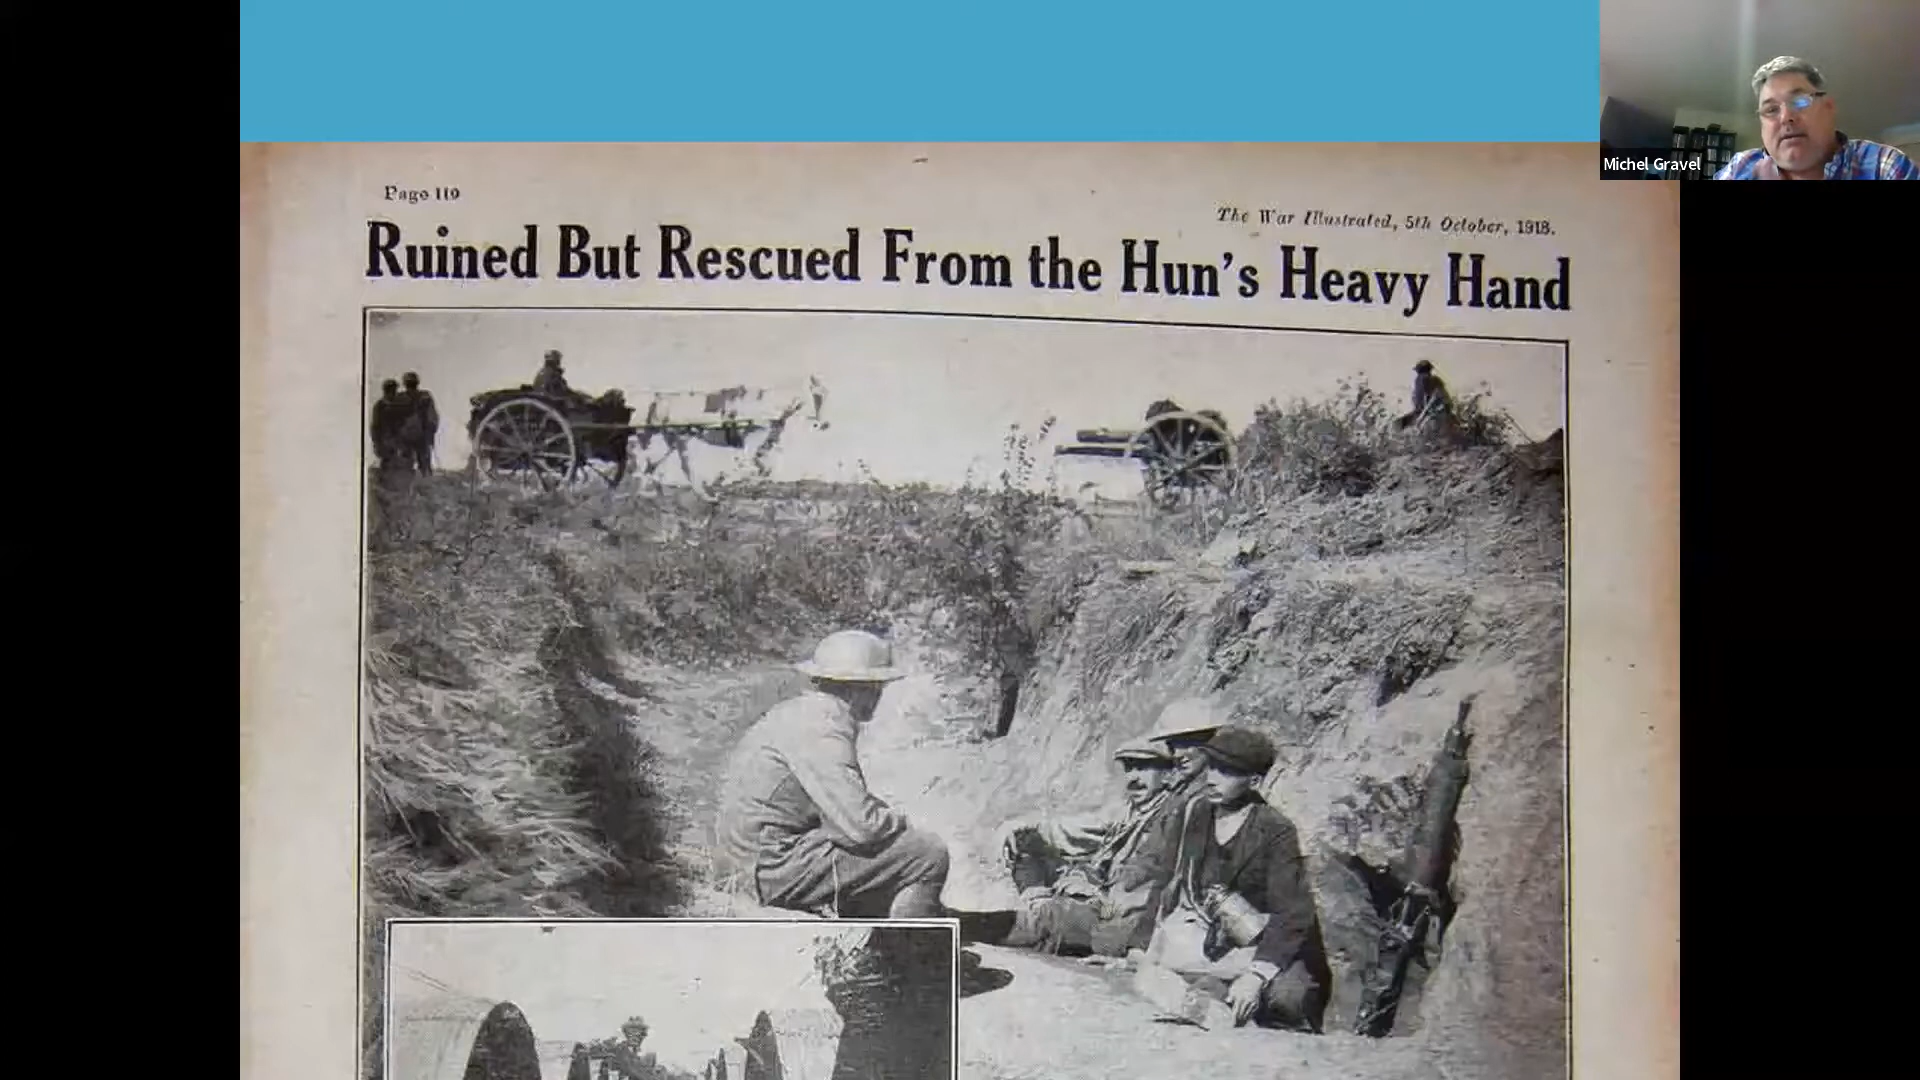 Page 119
The War Illustrated, 5th October, 1918.
Ruined But Rescued From the Hun's Heavy Hand
Michel Gravel